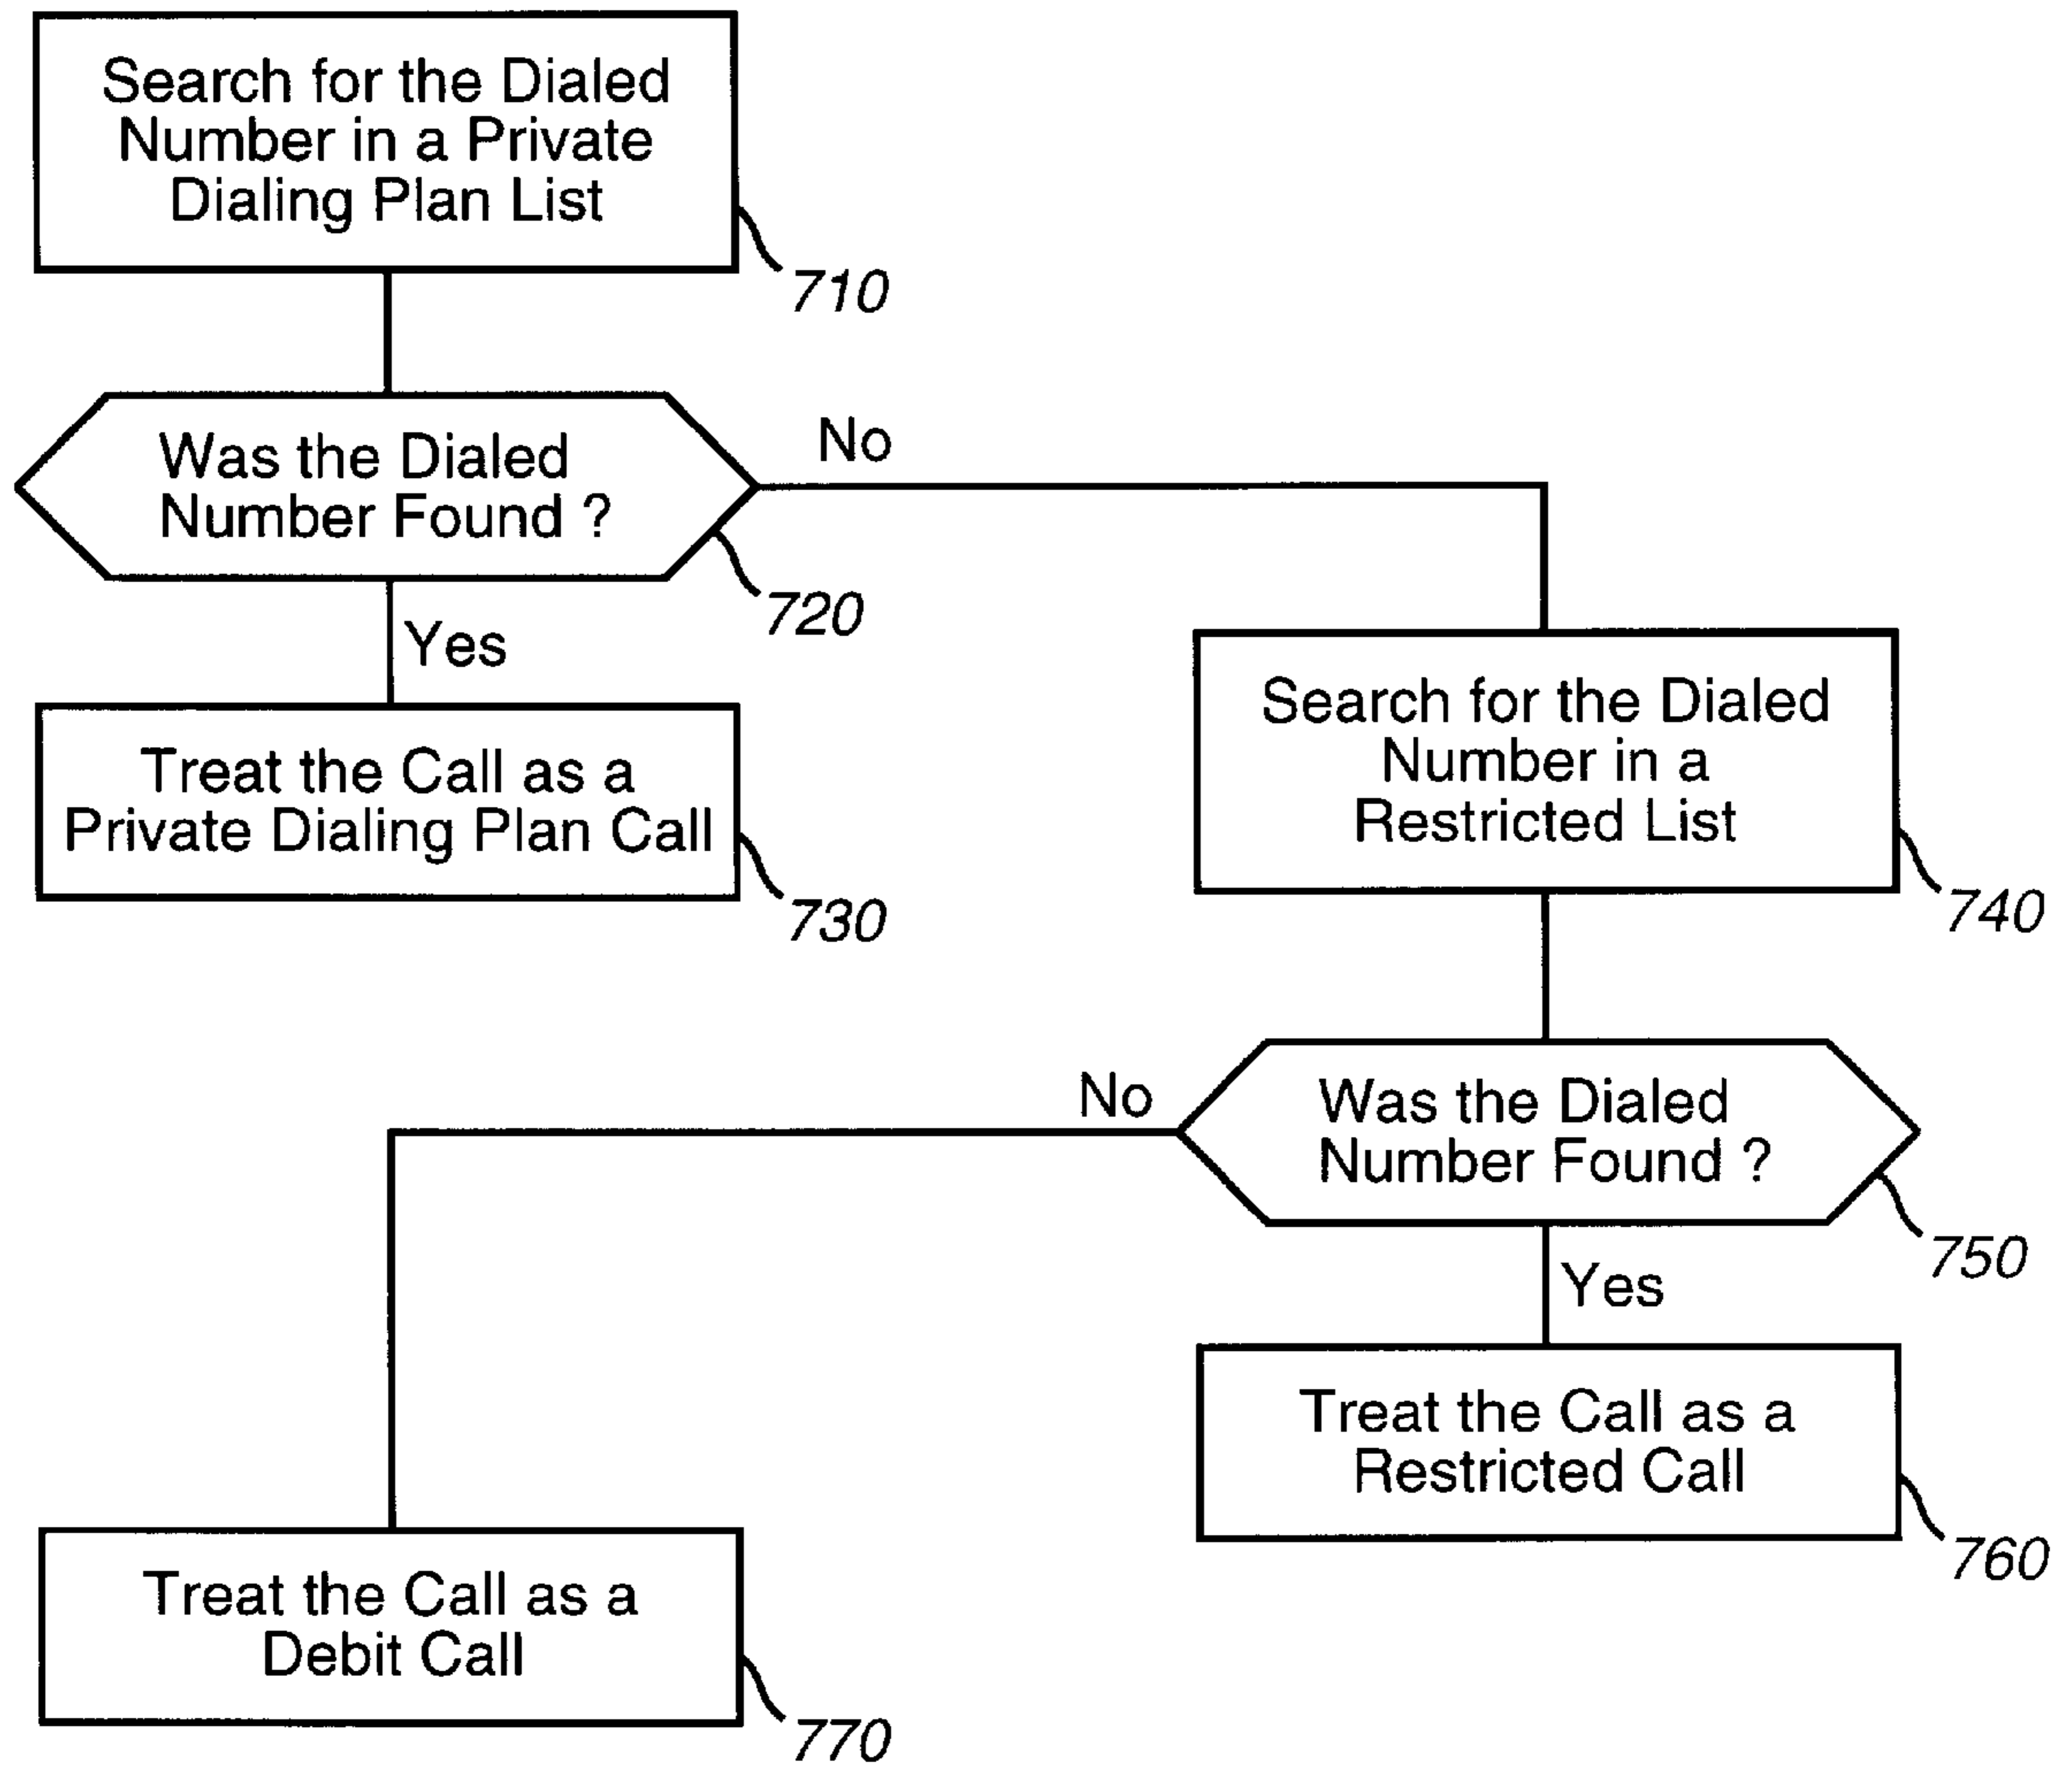 Search for the Dialed
Number in a Private
Dialing Plan List
710
Was the Dialed
Number Found ?
No
720
Yes
Treat the Call as a
Private Dialing Plan Call
730
Search for the Dialed
Number in a
Restricted List
740
Was the Dialed
Number Found ?
No
750
Yes
Treat the Call as a
Restricted Call
760
Treat the Call as a
Debit Call
770